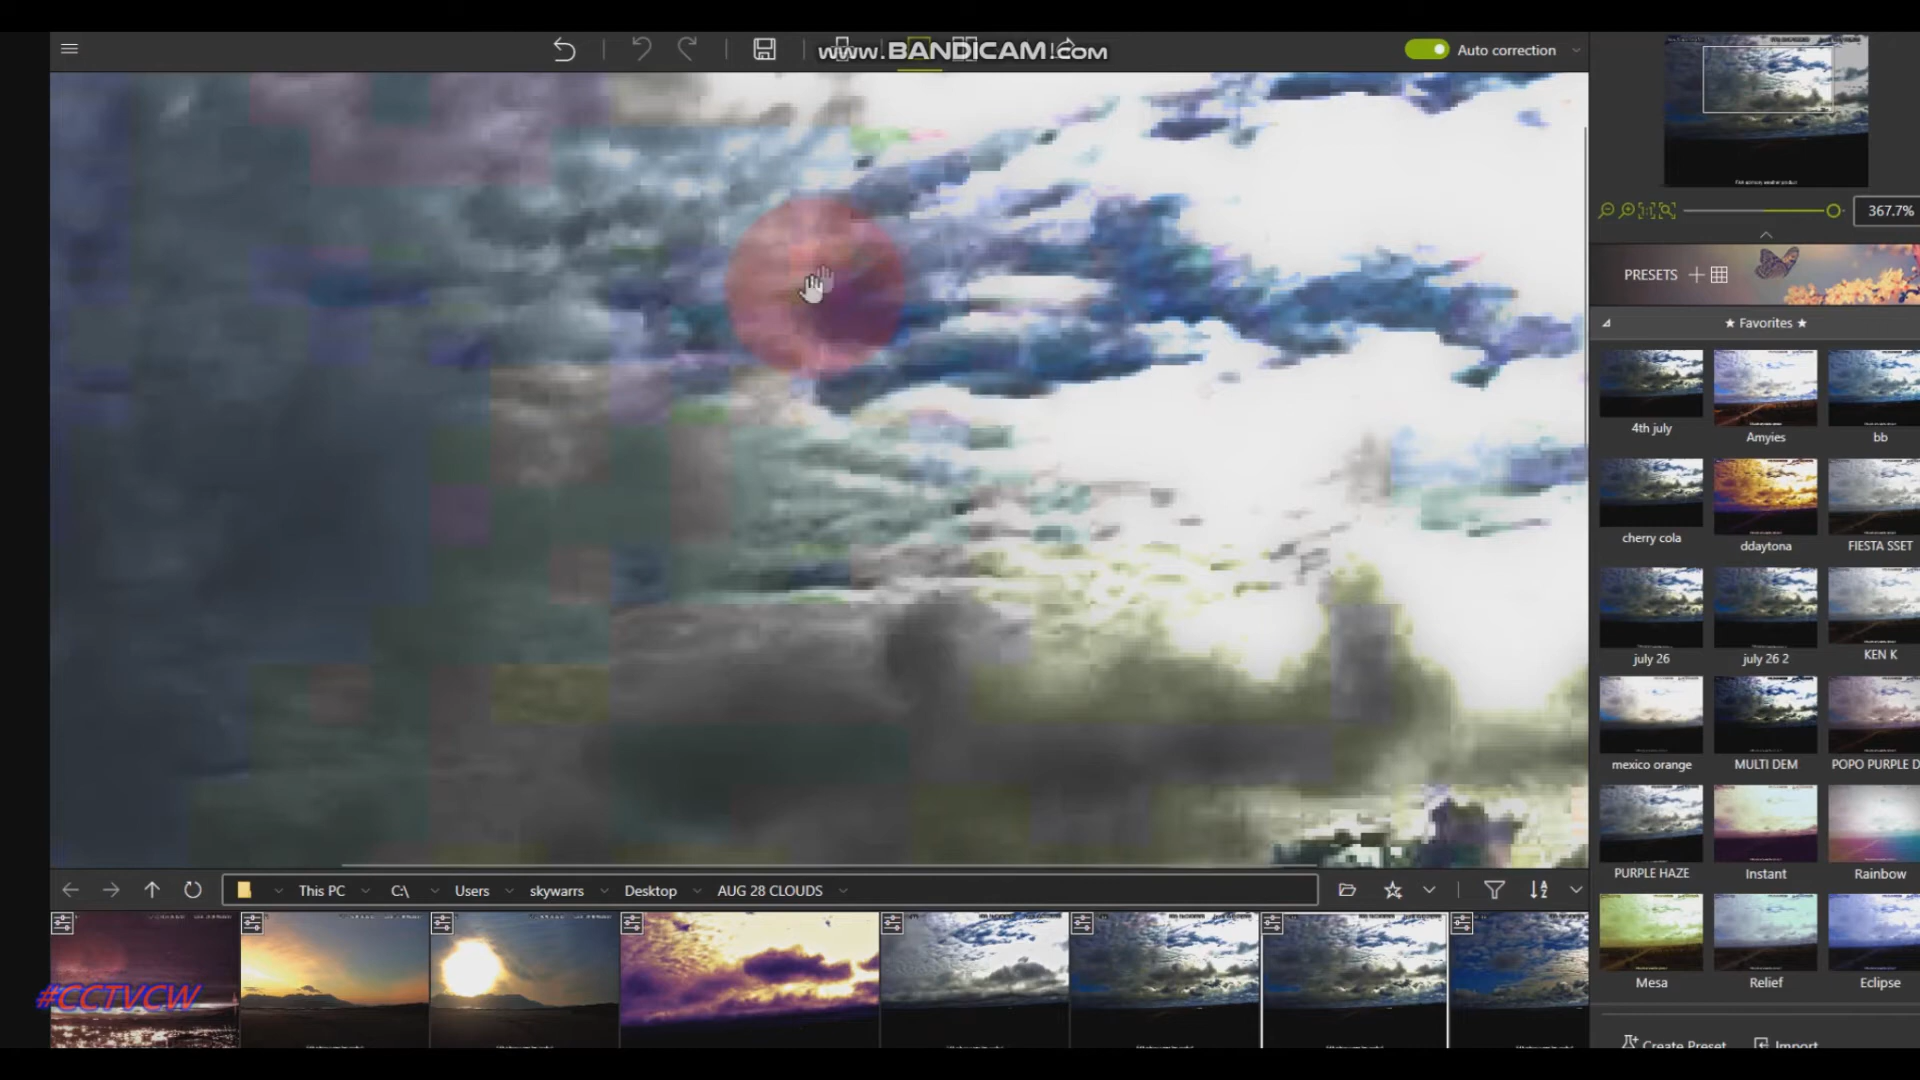 www.BANDICAM.com
Auto correction
367.7%
PRESETS
★ Favorites ★
4th july
Amyies
bb
cherry cola
ddaytona
FIESTA SSET
july 26
july 26 2
KEN K
mexico orange
MULTI DEM
POPO PURPLE D
PURPLE HAZE
Instant
Rainbow
Mesa
Relief
Eclipse
Create Preset
Import
This PC
C:\
Users
skywarrs
Desktop
AUG 28 CLOUDS
#CCTVCW